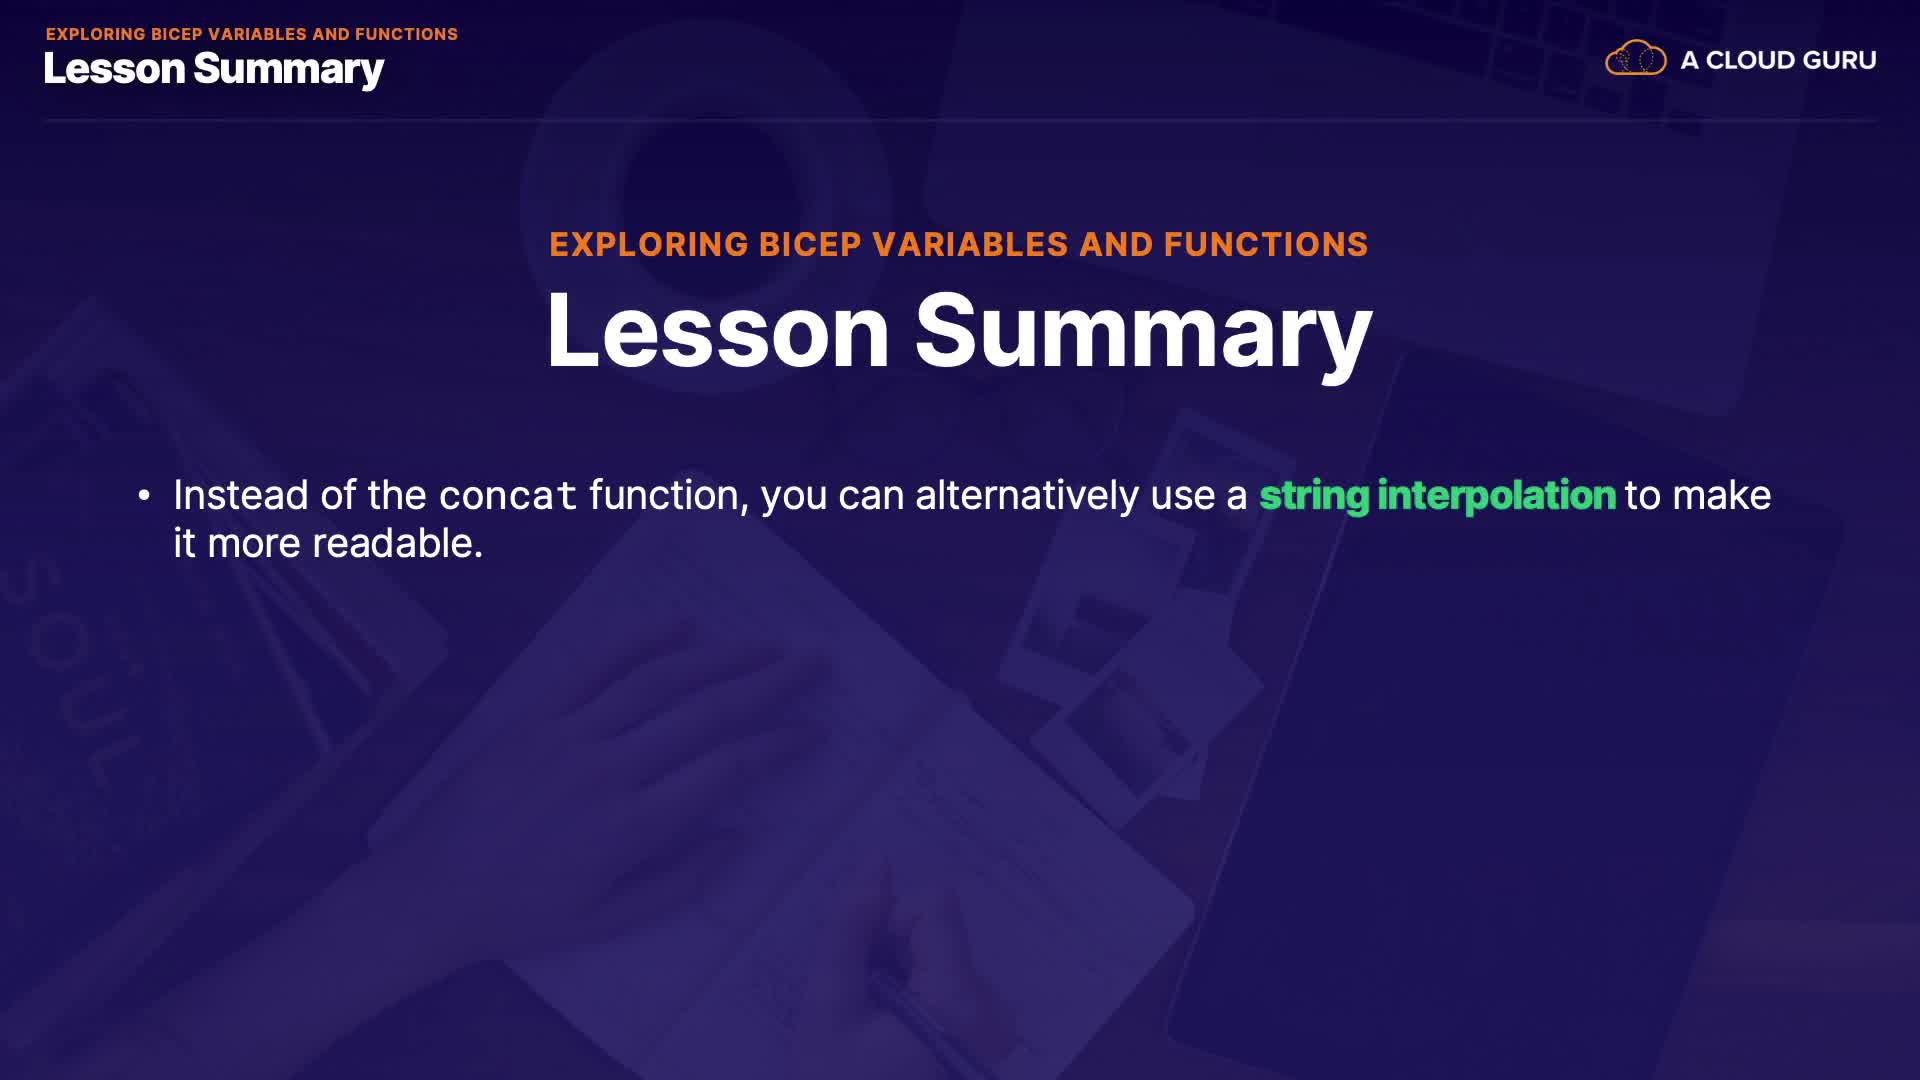 EXPLORING BICEP VARIABLES AND FUNCTIONS
Lesson Summary
A CLOUD GURU
EXPLORING BICEP VARIABLES AND FUNCTIONS
Lesson Summary
• Instead of the concat function, you can alternatively use a string interpolation to make
it more readable.
SOUL